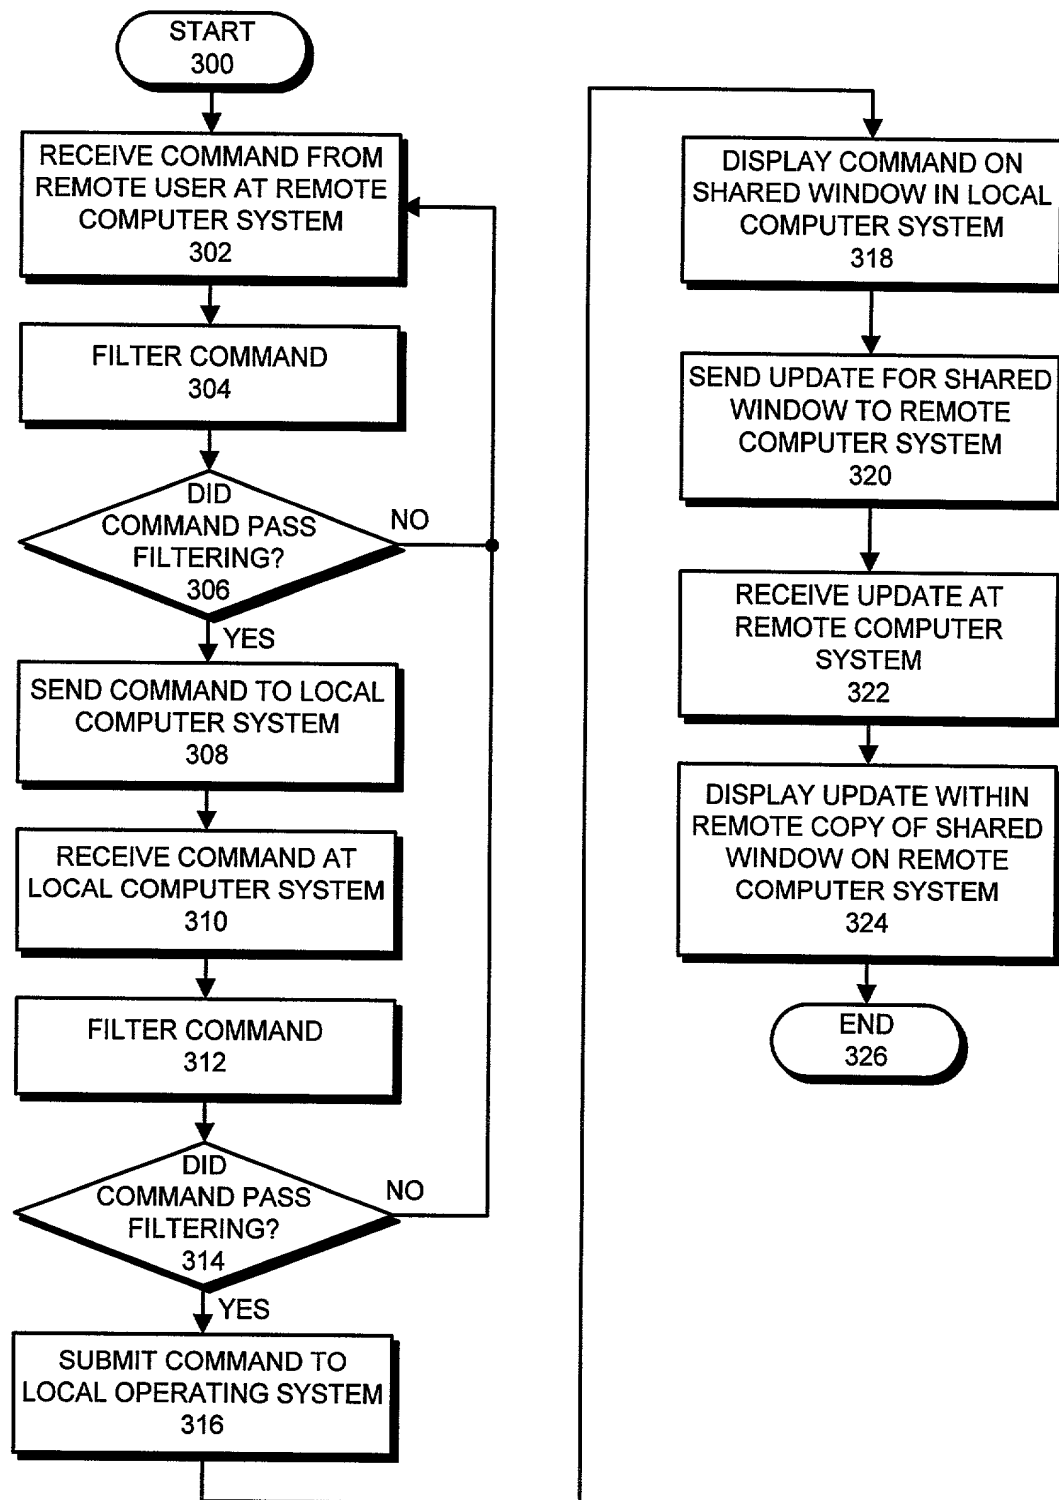 START
300
RECEIVE COMMAND FROM
REMOTE USER AT REMOTE
COMPUTER SYSTEM
302
FILTER COMMAND
304
DID
COMMAND PASS
FILTERING?
306
NO
YES
SEND COMMAND TO LOCAL
COMPUTER SYSTEM
308
RECEIVE COMMAND AT
LOCAL COMPUTER SYSTEM
310
FILTER COMMAND
312
DID
COMMAND PASS
FILTERING?
314
NO
YES
SUBMIT COMMAND TO
LOCAL OPERATING SYSTEM
316
DISPLAY COMMAND ON
SHARED WINDOW IN LOCAL
COMPUTER SYSTEM
318
SEND UPDATE FOR SHARED
WINDOW TO REMOTE
COMPUTER SYSTEM
320
RECEIVE UPDATE AT
REMOTE COMPUTER
SYSTEM
322
DISPLAY UPDATE WITHIN
REMOTE COPY OF SHARED
WINDOW ON REMOTE
COMPUTER SYSTEM
324
END
326